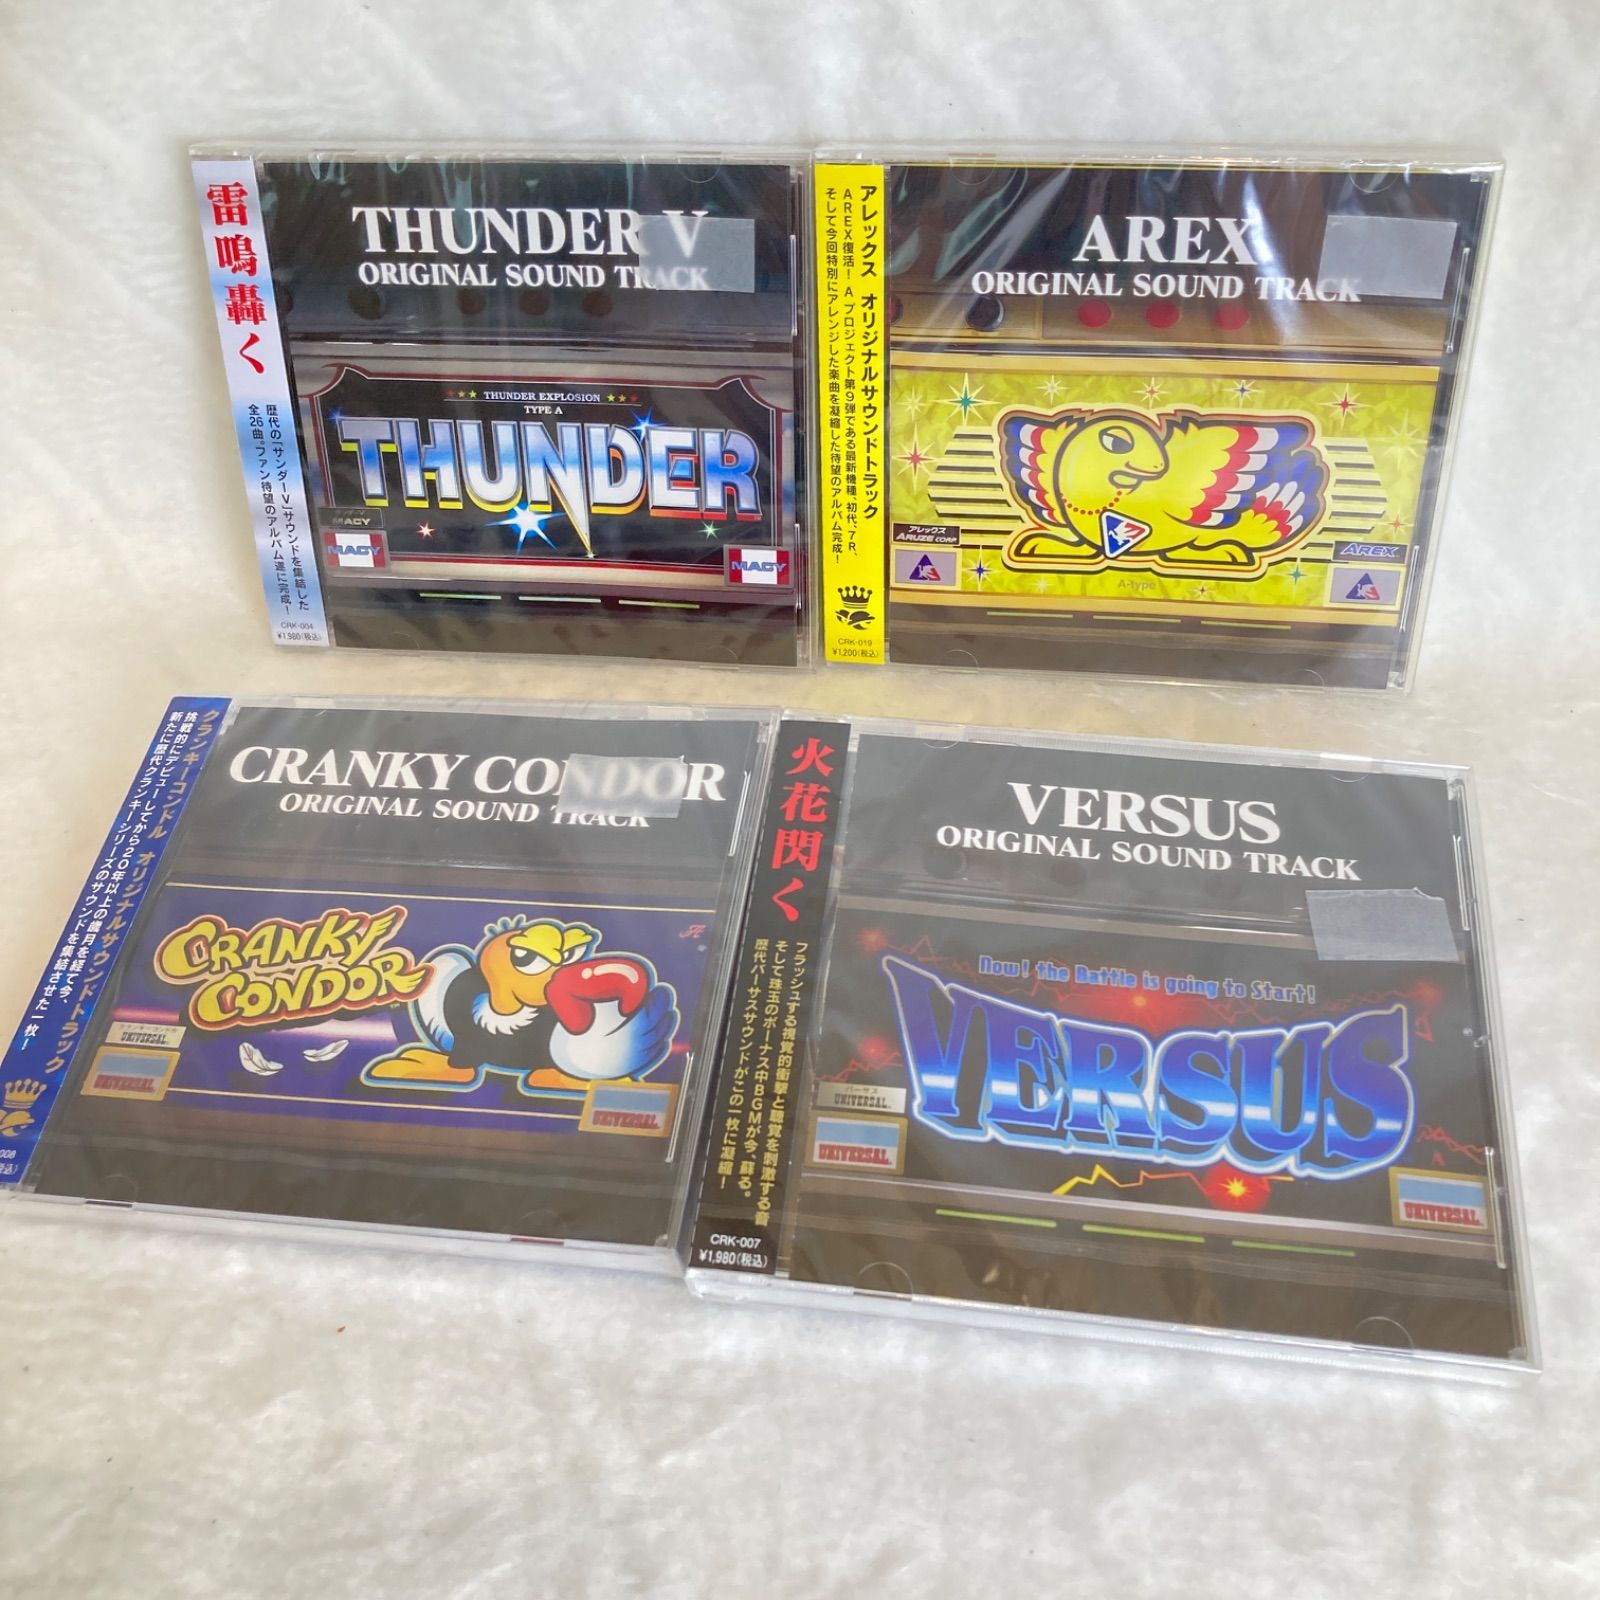 雷鳴轟く
歴代の「サンダーV」サウンドを集結した
全26曲。ファン待望のアルバム遂に完成!
CRK-004
¥1,980(税込)
THUNDER V
ORIGINAL SOUND TRACK
THUNDER EXPLOSION
TYPE A
THUNDER
MACY
MACY
MACY
アレックス オリジナルサウンドトラック
AREX復活! Aプロジェクト第9弾である最新機種、初代、7R、
そして今回特別にアレンジした楽曲を凝縮した待望のアルバム完成!
CRK-019
¥1,200(税込)
AREX
ORIGINAL SOUND TRACK
アレックス
ARUZE CORP.
AREX
A-type
クランキーコンドル オリジナルサウンドトラック
挑戦的にデビューしてから20年以上の歳月を経て今、
新たに歴代クランキーシリーズのサウンドを集結させた一枚!
008
税込)
CRANKY CONDOR
ORIGINAL SOUND TRACK
CRANKY
CONDOR
TM
クランキーコンドル
UNIVERSAL
UNIVERSAL
UNIVERSAL
火花閃く
フラッシュする視覚的衝撃と聴覚を刺激する音
そして珠玉のボーナス中BGMが今、蘇る。
歴代バーサスサウンドがこの一枚に凝縮!
CRK-007
¥1,980(税込)
VERSUS
ORIGINAL SOUND TRACK
Now! the Battle is going to Start!
VERSUS
バーサス
UNIVERSAL
UNIVERSAL
UNIVERSAL